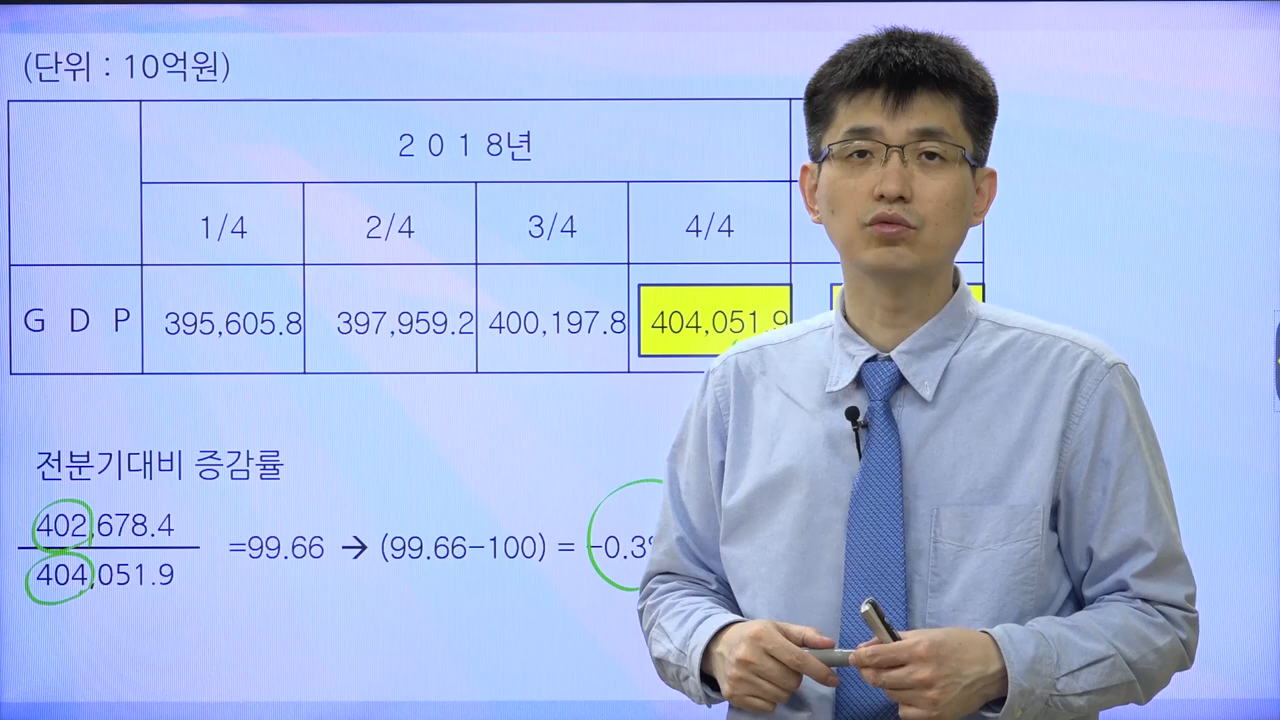 (단위 : 10억원)
2 0 1 8년
1/4 2/4 3/4 4/4
G D P 395,605.8 397,959.2 400,197.8 404,051.9
전분기대비 증감률
402,678.4
=99.66 → (99.66-100) = -0.3
404,051.9